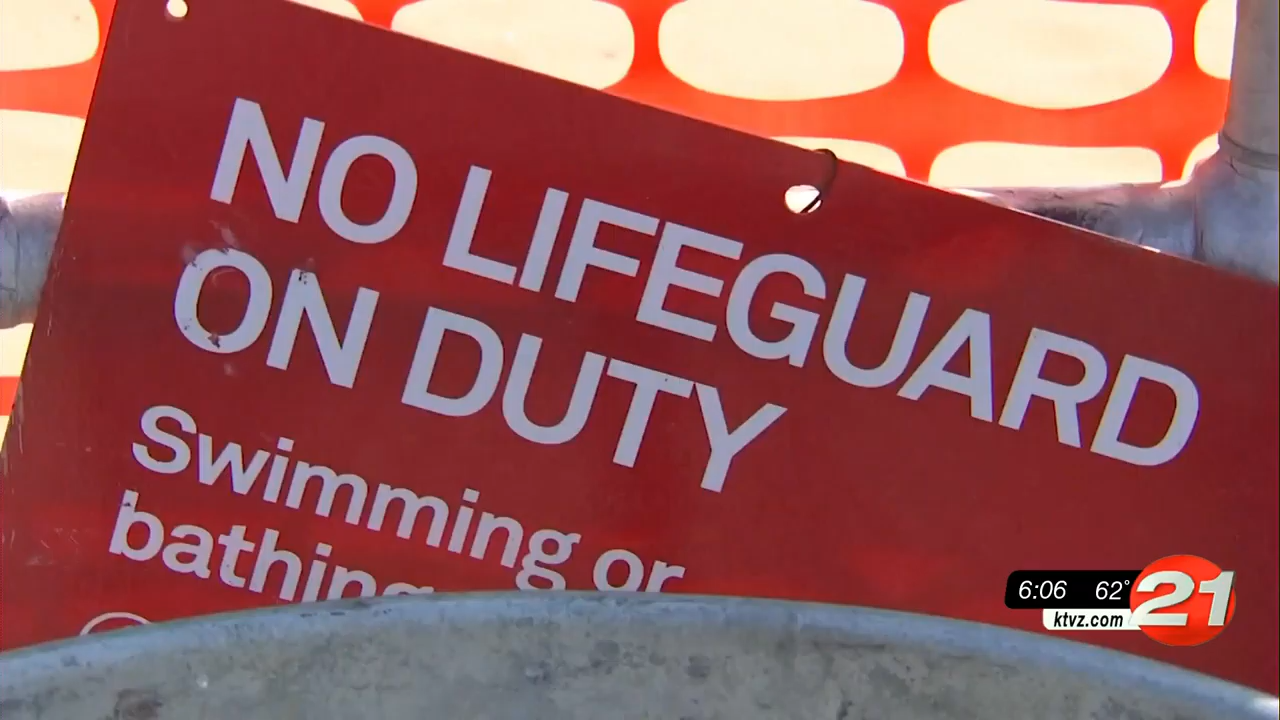 NO LIFEGUARD
ON DUTY
Swimming or
bathing
6:06 62°
ktvz.com
21